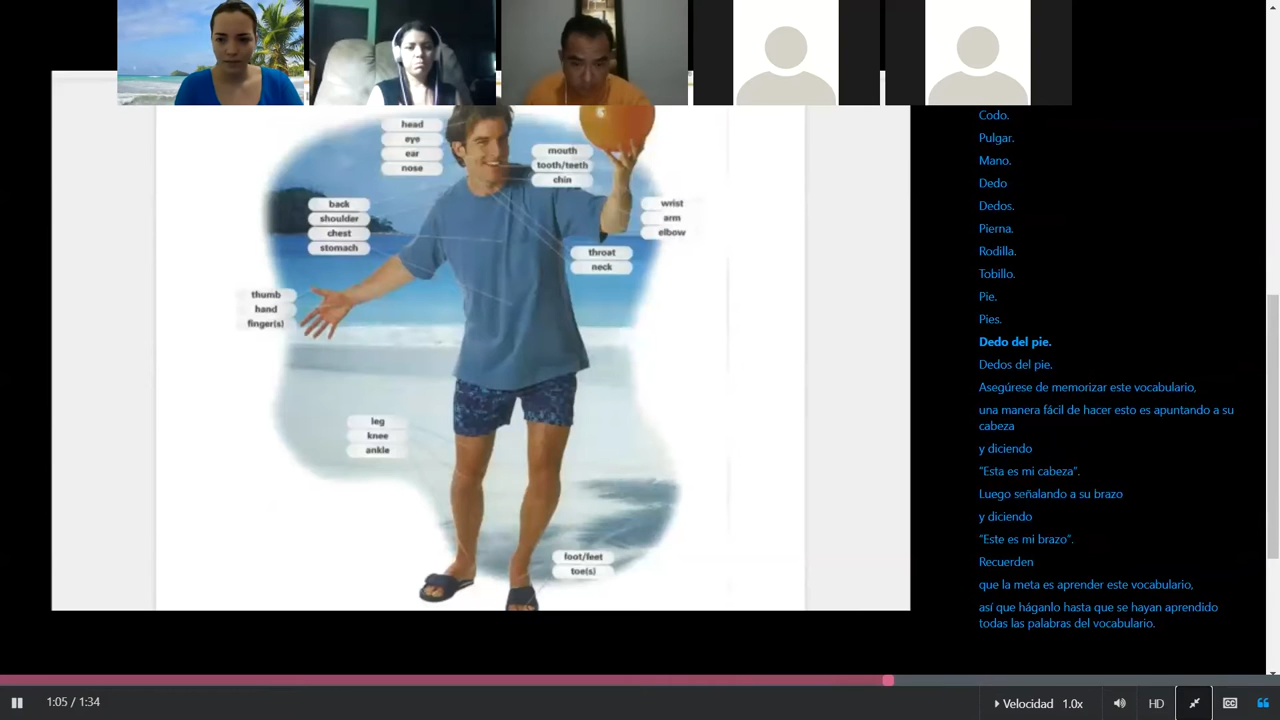 head
eye
ear
nose
mouth
tooth/teeth
chin
back
shoulder
chest
stomach
wrist
arm
elbow
throat
neck
thumb
hand
finger(s)
leg
knee
ankle
foot/feet
toe(s)
Codo.
Pulgar.
Mano.
Dedo
Dedos.
Pierna.
Rodilla.
Tobillo.
Pie.
Pies.
Dedo del pie.
Dedos del pie.
Asegúrese de memorizar este vocabulario,
una manera fácil de hacer esto es apuntando a su
cabeza
y diciendo
“Esta es mi cabeza”.
Luego señalando a su brazo
y diciendo
“Este es mi brazo”.
Recuerden
que la meta es aprender este vocabulario,
así que háganlo hasta que se hayan aprendido
todas las palabras del vocabulario.
1:05 / 1:34
Velocidad 1.0x
HD
CC